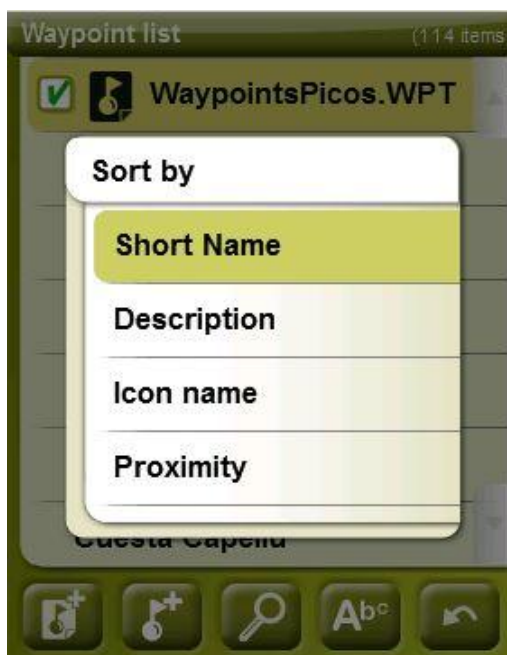 Waypoint list (114 items
WaypointsPicos.WPT
Sort by
Short Name
Description
Icon name
Proximity
Cuesta Capellu
Abc